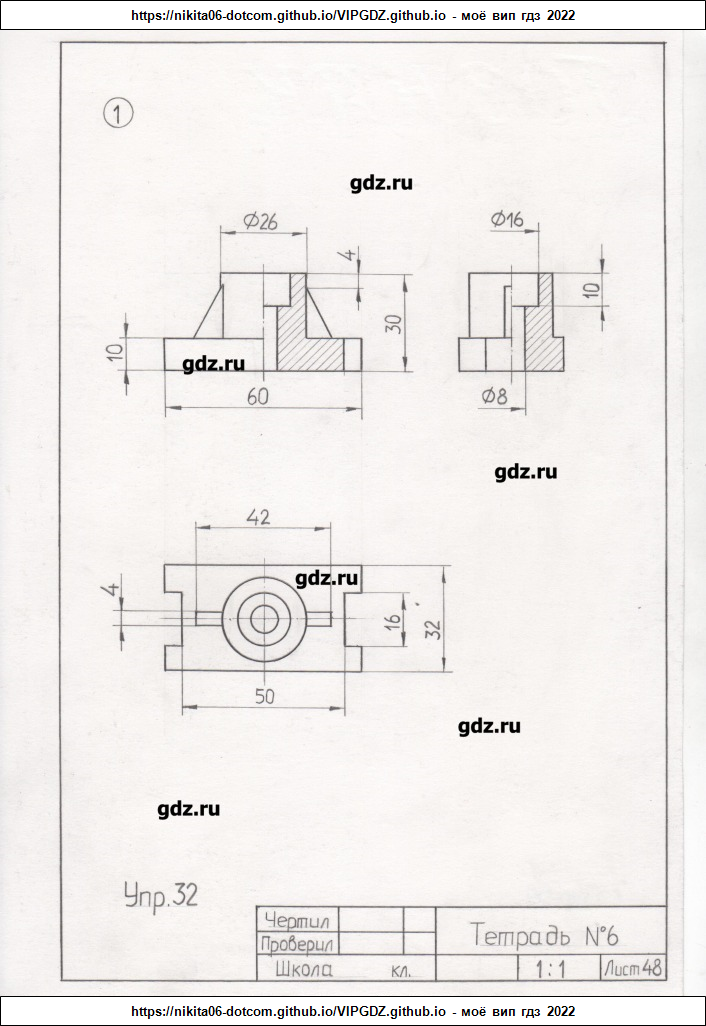 https://nikita06-dotcom.github.io/VIPGDZ.github.io - моё вип гдз 2022
1
gdz.ru
Ф26
Ф16
4
10
30
10
gdz.ru
60
Ф8
gdz.ru
42
gdz.ru
4
16
32
50
gdz.ru
gdz.ru
Упр.32
Чертил
Проверил
Тетрадь №6
Школа кл.
1:1
Лист 48
https://nikita06-dotcom.github.io/VIPGDZ.github.io - моё вип гдз 2022